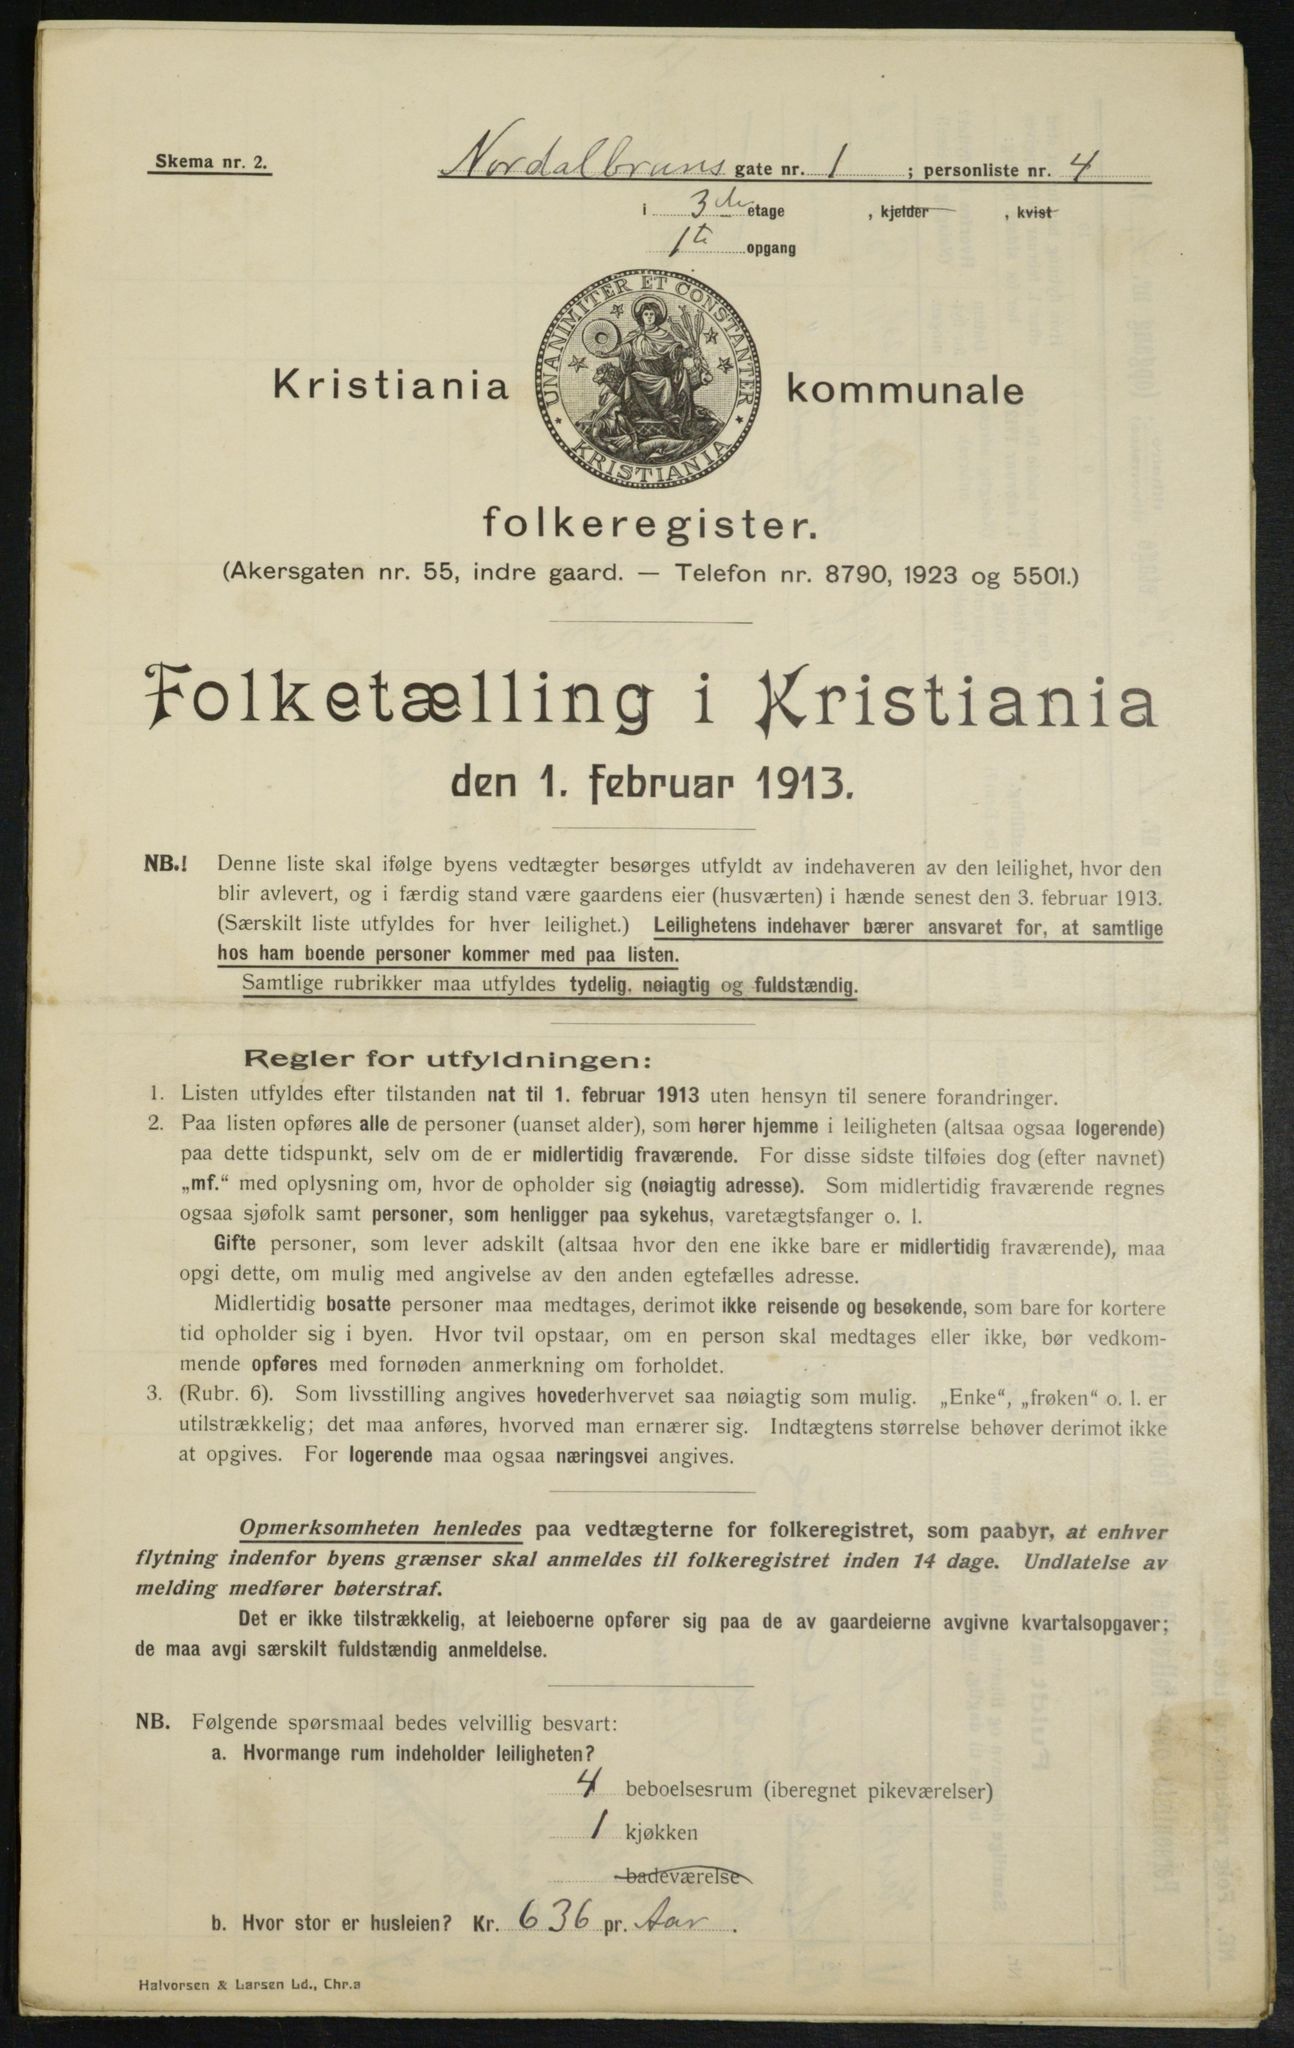 Skema nr. 2.
Nordalbruns gate nr. 1 ; personliste nr. 4
i 3de etage , kjelder , kvist
1te opgang
UNANIMITER ET CONSTANTER
KRISTIANIA
Kristiania kommunale
folkeregister.
(Akersgaten nr. 55, indre gaard. — Telefon nr. 8790, 1923 og 5501.)
Folketælling i Kristiania
den 1. februar 1913.
NB.! Denne liste skal ifølge byens vedtægter besørges utfyldt av indehaveren av den leilighet, hvor den
blir avlevert, og i færdig stand være gaardens eier (husværten) i hænde senest den 3. februar 1913.
(Særskilt liste utfyldes for hver leilighet.) Leilighetens indehaver bærer ansvaret for, at samtlige
hos ham boende personer kommer med paa listen.
Samtlige rubrikker maa utfyldes tydelig, nøiagtig og fuldstændig.
Regler for utfyldningen:
1. Listen utfyldes efter tilstanden nat til 1. februar 1913 uten hensyn til senere forandringer.
2. Paa listen opføres alle de personer (uanset alder), som hører hjemme i leiligheten (altsaa ogsaa logerende)
paa dette tidspunkt, selv om de er midlertidig fraværende. For disse sidste tilføies dog (efter navnet)
„mf.“ med oplysning om, hvor de opholder sig (nøiagtig adresse). Som midlertidig fraværende regnes
ogsaa sjøfolk samt personer, som henligger paa sykehus, varetægtsfanger o. l.
Gifte personer, som lever adskilt (altsaa hvor den ene ikke bare er midlertidig fraværende), maa
opgi dette, om mulig med angivelse av den anden egtefælles adresse.
Midlertidig bosatte personer maa medtages, derimot ikke reisende og besøkende, som bare for kortere
tid opholder sig i byen. Hvor tvil opstaar, om en person skal medtages eller ikke, bør vedkom-
mende opføres med fornøden anmerkning om forholdet.
3. (Rubr. 6). Som livsstilling angives hovederhvervet saa nøiagtig som mulig. „Enke“, „frøken“ o. l. er
utilstrækkelig; det maa anføres, hvorved man ernærer sig. Indtægtens størrelse behøver derimot ikke
at opgives. For logerende maa ogsaa næringsvei angives.
Opmerksomheten henledes paa vedtægterne for folkeregistret, som paabyr, at enhver
flytning indenfor byens grænser skal anmeldes til folkeregistret inden 14 dage. Undlatelse av
melding medfører bøterstraf.
Det er ikke tilstrækkelig, at leieboerne opfører sig paa de av gaardeierne avgivne kvartalsopgaver;
de maa avgi særskilt fuldstændig anmeldelse.
NB. Følgende spørsmaal bedes velvillig besvart:
a. Hvormange rum indeholder leiligheten?
4 beboelsesrum (iberegnet pikeværelser)
1 kjøkken
badeværelse
b. Hvor stor er husleien? Kr. 636 pr. Aar.
Halvorsen & Larsen Ld., Chr.a